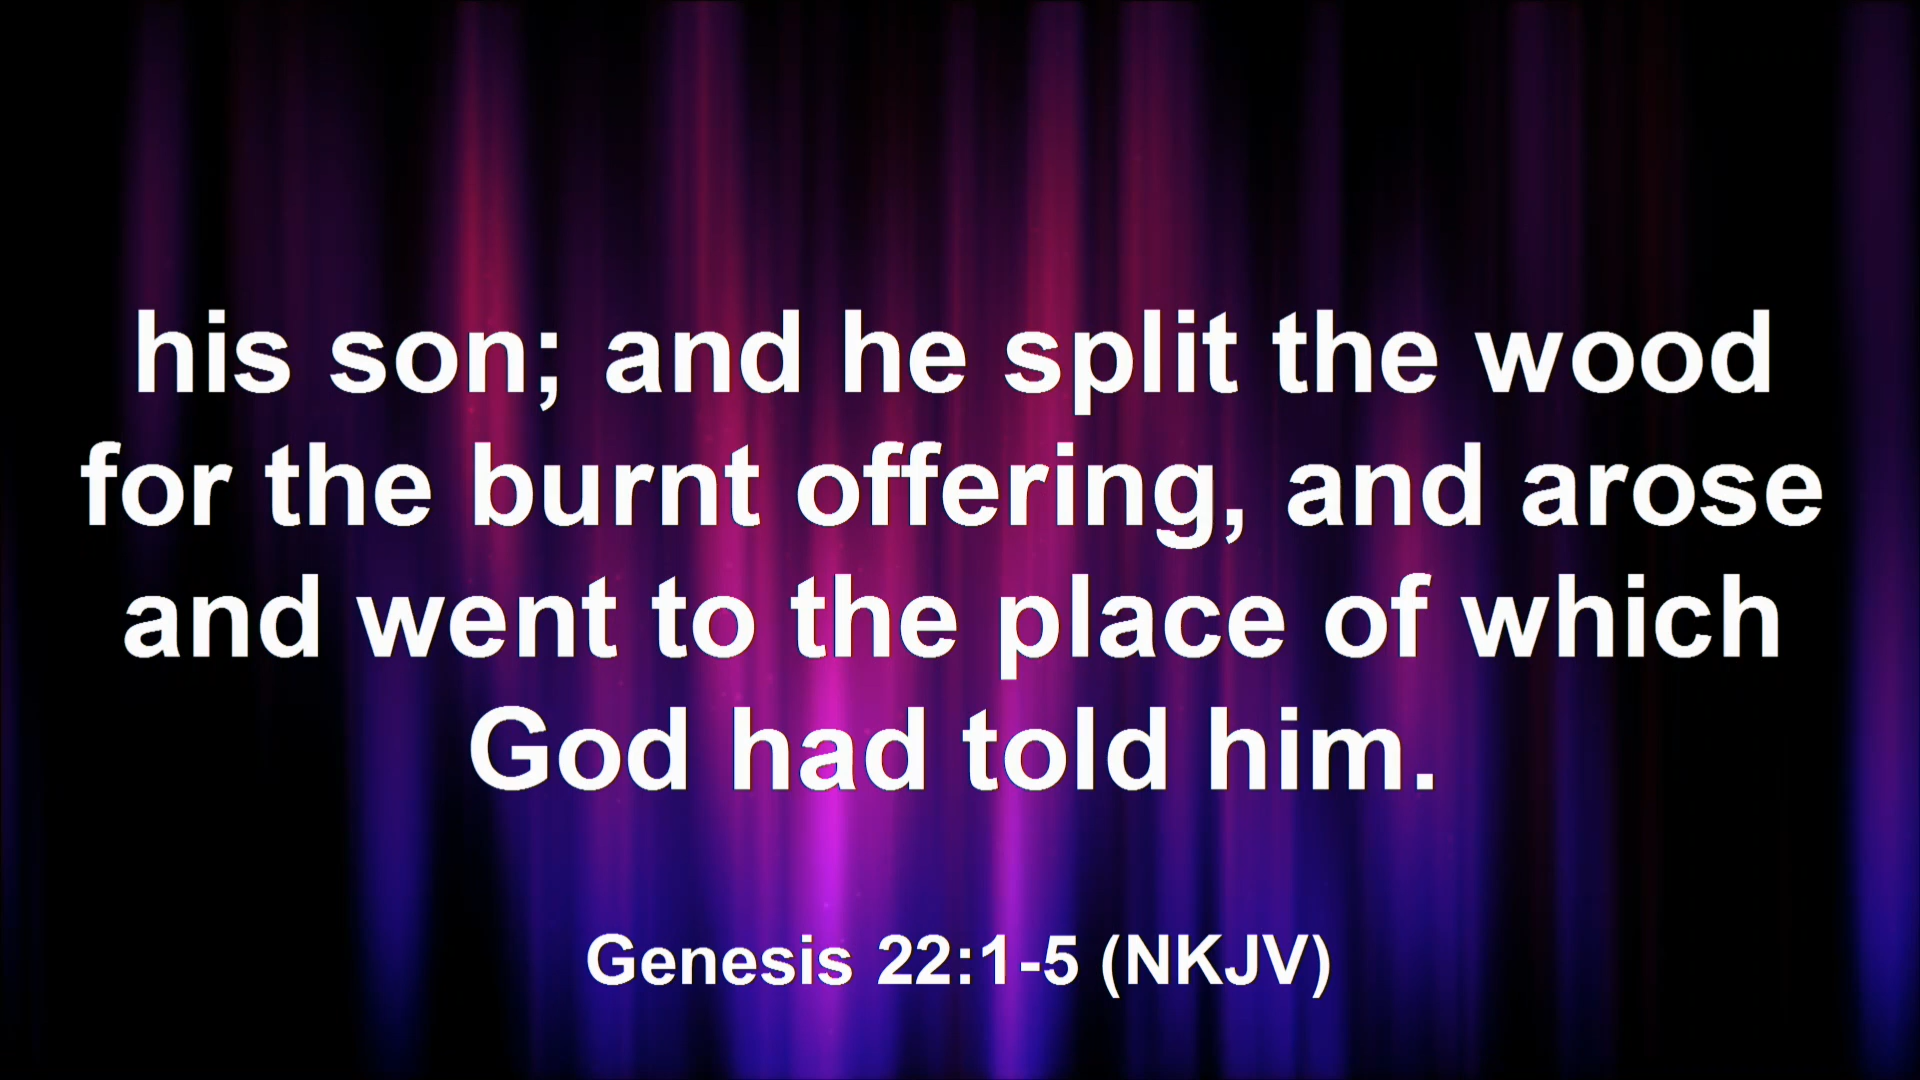 his son; and he split the wood
for the burnt offering, and arose
and went to the place of which
God had told him.
Genesis 22:1-5 (NKJV)